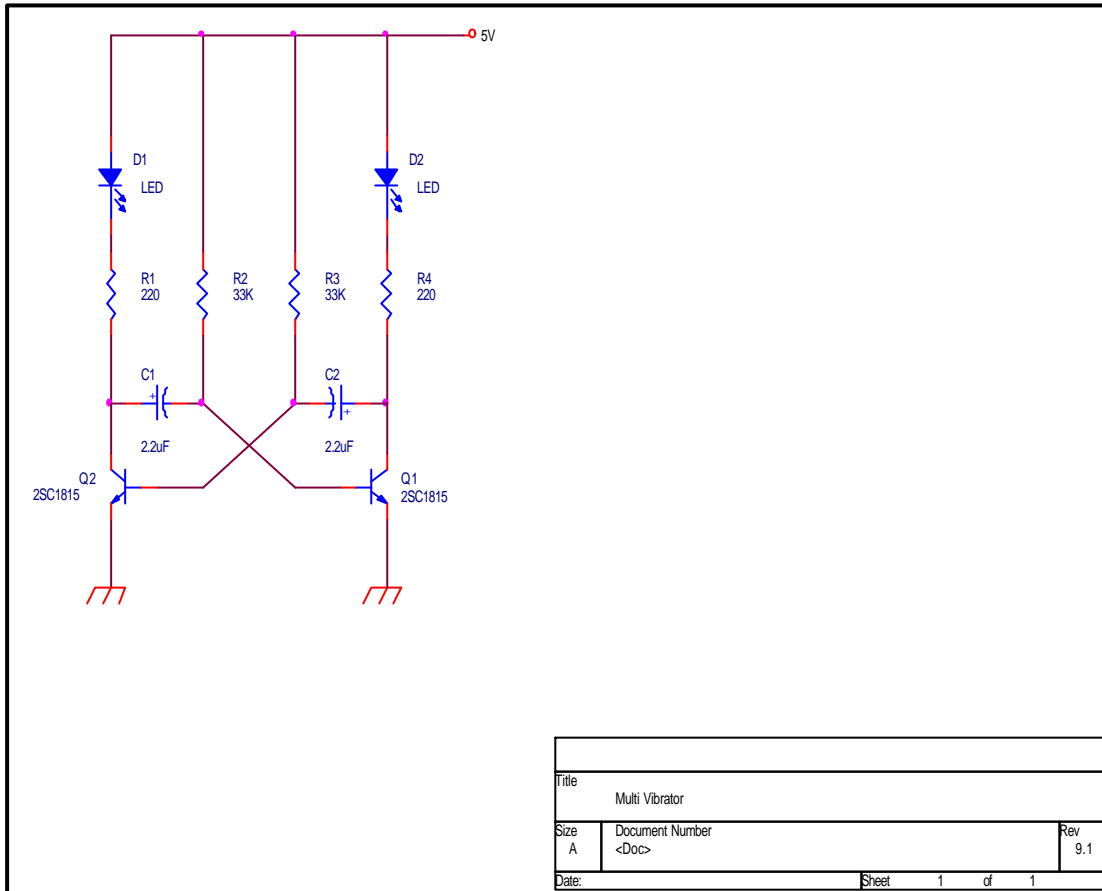 5V
D1
LED
D2
LED
R1
220
R2
33K
R3
33K
R4
220
C1
+
2.2uF
C2
+
2.2uF
Q2
2SC1815
Q1
2SC1815
Title
Multi Vibrator
Size
A
Document Number
<Doc>
Rev
9.1
Date:
Sheet 1 of 1